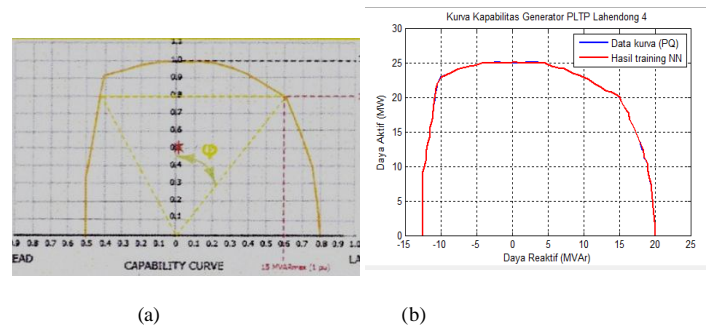 1.1
1.0
0.9
0.8
0.7
0.6
0.5
0.4
0.3
0.2
0.1
φ
0.9 0.8 0.7 0.6 0.5 0.4 0.3 0.2 0.1 0 0.1 0.2 0.3 0.4 0.5 0.6 0.7 0.8 0.9 1.0
EAD
CAPABILITY CURVE
15 MVARmax (1 pu)
LA
(a)
Kurva Kapabilitas Generator PLTP Lahendong 4
Data kurva (PQ)
Hasil training NN
Daya Aktif (MW)
30
25
20
15
10
5
0
-15 -10 -5 0 5 10 15 20 25
Daya Reaktif (MVAr)
(b)